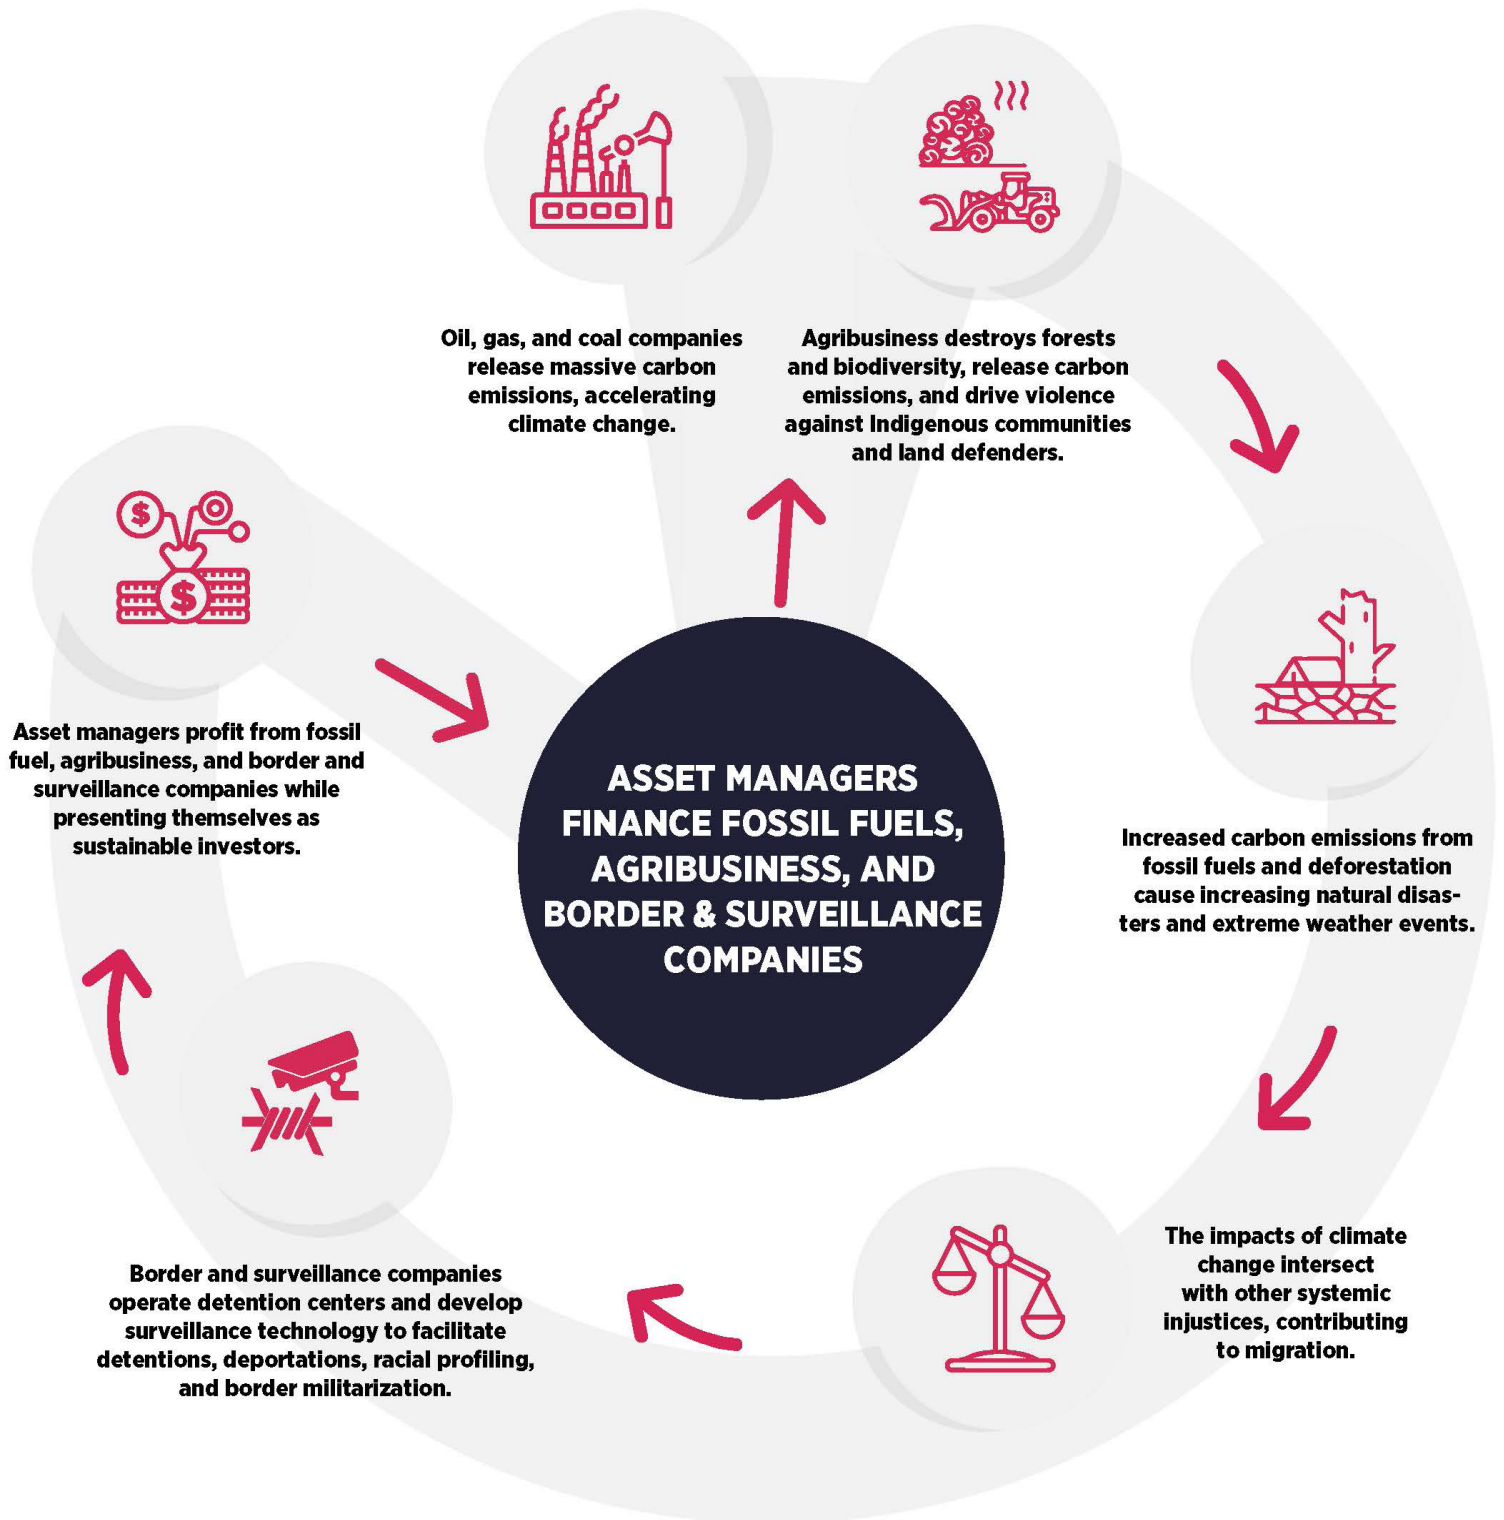 Oil, gas, and coal companies
release massive carbon
emissions, accelerating
climate change.
Agribusiness destroys forests
and biodiversity, release carbon
emissions, and drive violence
against Indigenous communities
and land defenders.
Increased carbon emissions from
fossil fuels and deforestation
cause increasing natural disas-
ters and extreme weather events.
The impacts of climate
change intersect
with other systemic
injustices, contributing
to migration.
Border and surveillance companies
operate detention centers and develop
surveillance technology to facilitate
detentions, deportations, racial profiling,
and border militarization.
Asset managers profit from fossil
fuel, agribusiness, and border and
surveillance companies while
presenting themselves as
sustainable investors.
$
$
ASSET MANAGERS
FINANCE FOSSIL FUELS,
AGRIBUSINESS, AND
BORDER & SURVEILLANCE
COMPANIES